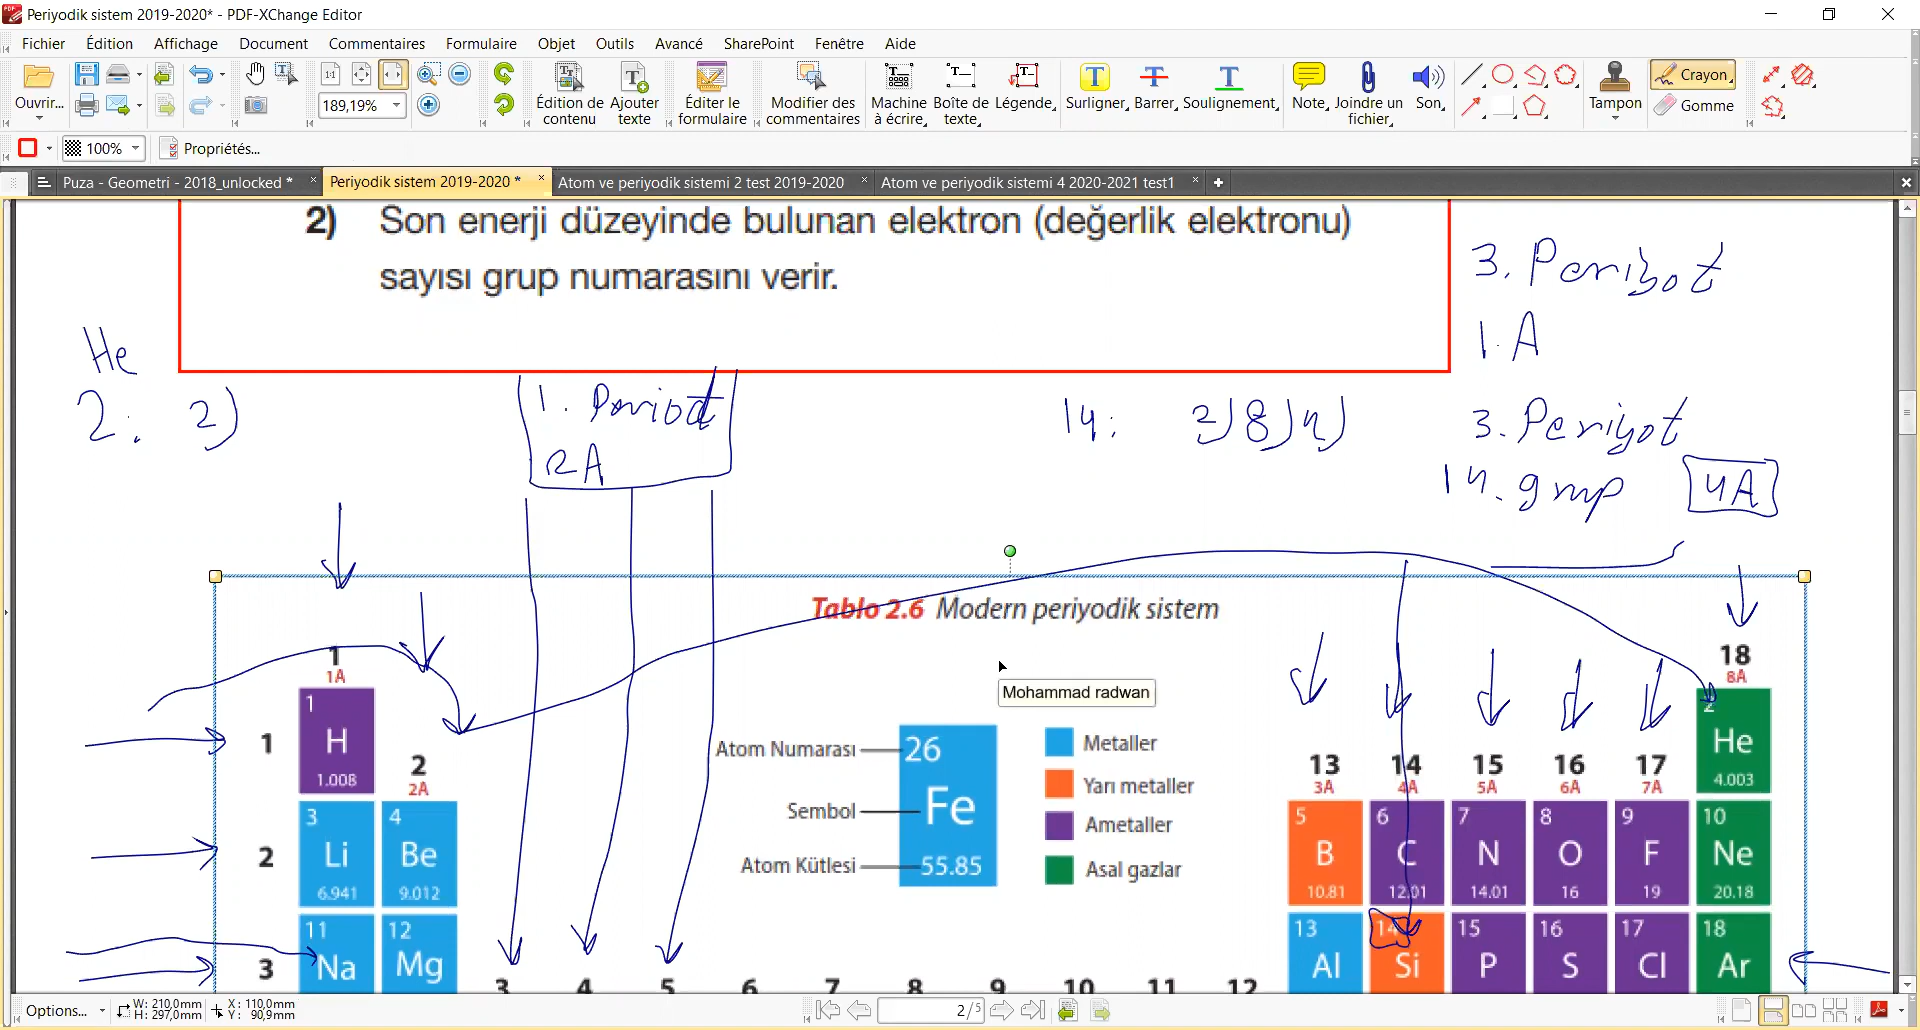 Periyodik sistem 2019-2020* - PDF-XChange Editor
Fichier Édition Affichage Document Commentaires Formulaire Objet Outils Avancé SharePoint Fenêtre Aide
Ouvrir...
189,19%
Édition de contenu
Ajouter texte
Éditer le formulaire
Modifier des commentaires
Machine à écrire
Boîte de texte
Légende
Surligner
Barrer
Soulignement
Note
Joindre un fichier
Son
Tampon
Crayon
Gomme
100% Propriétés...
Puza - Geometri - 2018_unlocked * Periyodik sistem 2019-2020 * Atom ve periyodik sistemi 2 test 2019-2020 Atom ve periyodik sistemi 4 2020-2021 test1
2) Son enerji düzeyinde bulunan elektron (değerlik elektronu)
sayısı grup numarasını verir.
3. Periyot
1. A
He
2: 2)
1. Periyod
2A
14: 2)8)4)
3. Periyot
14. grup 4A
Tablo 2.6 Modern periyodik sistem
Mohammad radwan
1
1A
18
8A
1
1
H
1.008
2
2A
Atom Numarası
26
Sembol
Fe
Atom Kütlesi
55.85
Metaller
Yarı metaller
Ametaller
Asal gazlar
13
3A
14
4A
15
5A
16
6A
17
7A
2
He
4.003
2
3
Li
6.941
4
Be
9.012
5
B
10.81
6
C
12.01
7
N
14.01
8
O
16
9
F
19
10
Ne
20.18
3
11
Na
12
Mg
3 4 5 6 7 8 9 10 11 12
13
Al
14
Si
15
P
16
S
17
Cl
18
Ar
Options... W: 210,0mm X: 110,0mm
H: 297,0mm Y: 90,9mm
2/5